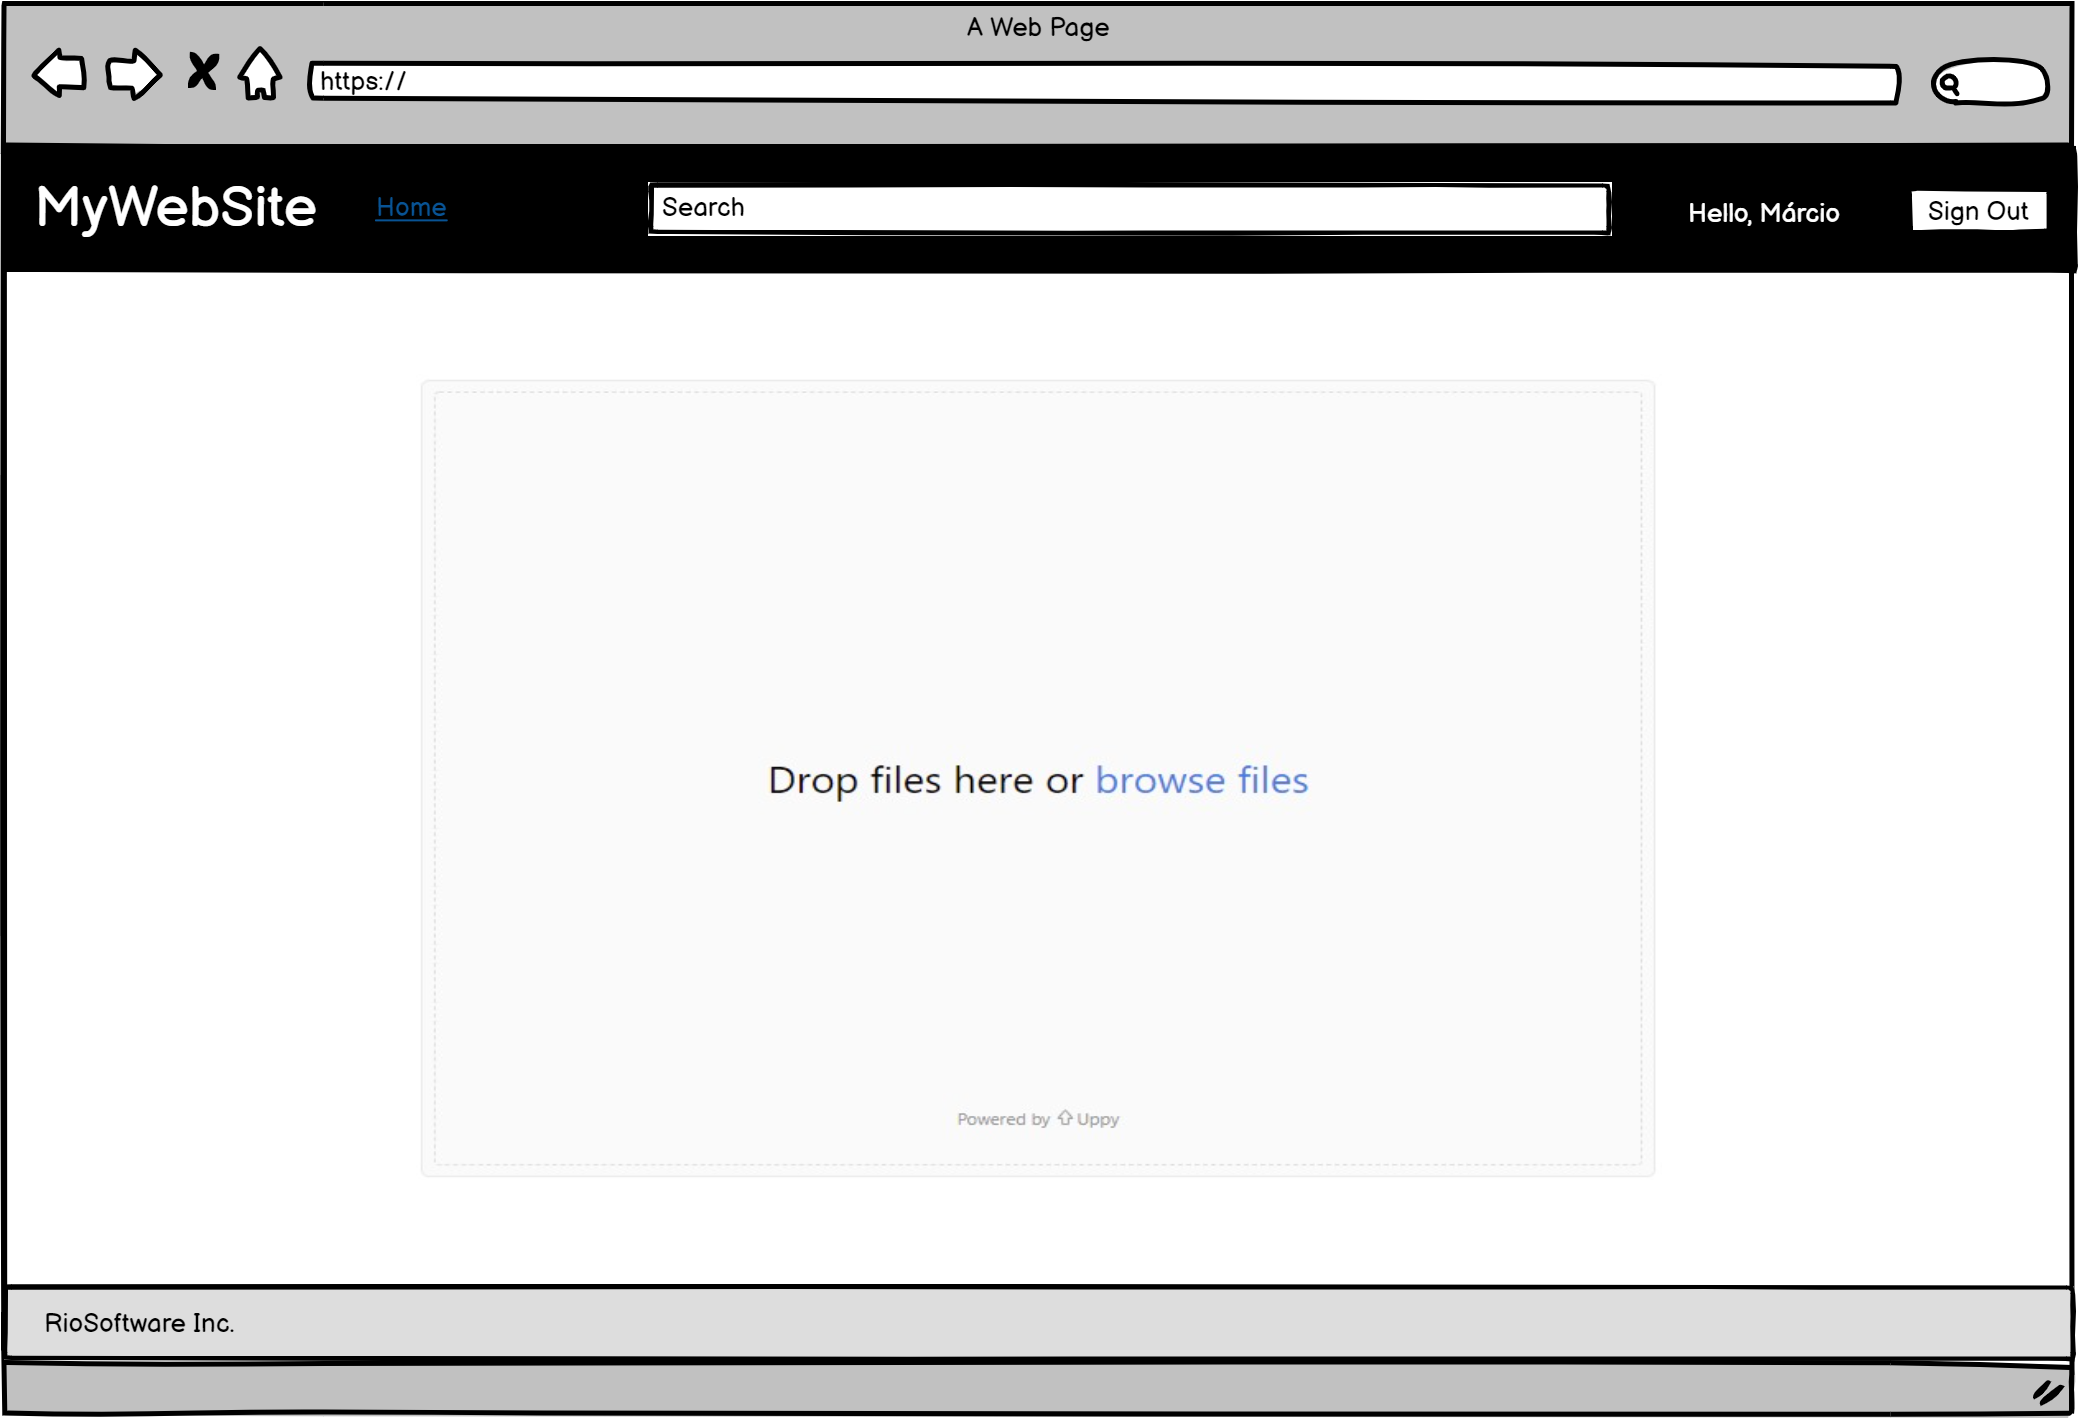 A Web Page
https://
MyWebSite
Home
Search
Hello, Márcio
Sign Out
Drop files here or browse files
Powered by Uppy
RioSoftware Inc.